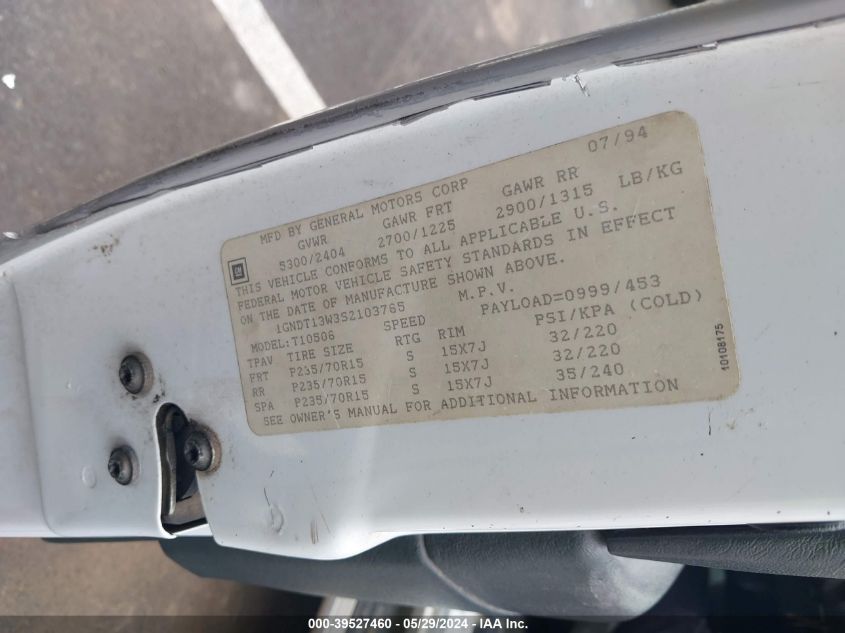 07/94
MFD BY GENERAL MOTORS CORP
GVWR GAWR FRT GAWR RR
5300/2404 2700/1225 2900/1315 LB/KG
GM
THIS VEHICLE CONFORMS TO ALL APPLICABLE U.S.
FEDERAL MOTOR VEHICLE SAFETY STANDARDS IN EFFECT
ON THE DATE OF MANUFACTURE SHOWN ABOVE.
1GNDT13W3S2103765 M.P.V.
MODEL:T10506 SPEED PAYLOAD=0999/453
TPAV TIRE SIZE RTG RIM PSI/KPA (COLD)
FRT P235/70R15 S 15X7J 32/220
RR P235/70R15 S 15X7J 32/220
SPA P235/70R15 S 15X7J 35/240
SEE OWNER'S MANUAL FOR ADDITIONAL INFORMATION
10108175
000-39527460 - 05/29/2024 - IAA Inc.